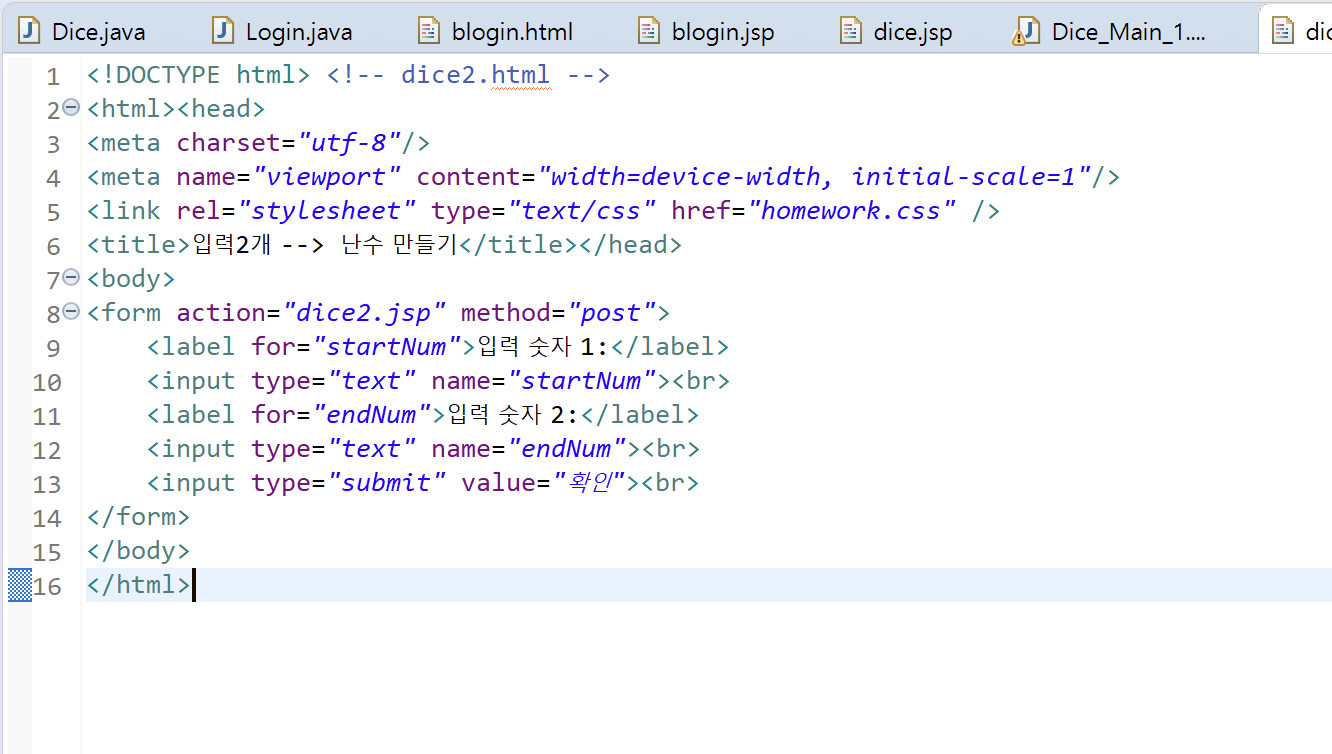 Dice.java Login.java blogin.html blogin.jsp dice.jsp Dice_Main_1.... dic
1 <!DOCTYPE html> <!-- dice2.html -->
2 <html><head>
3 <meta charset="utf-8"/>
4 <meta name="viewport" content="width=device-width, initial-scale=1"/>
5 <link rel="stylesheet" type="text/css" href="homework.css" />
6 <title>입력2개 --> 난수 만들기</title></head>
7 <body>
8 <form action="dice2.jsp" method="post">
9     <label for="startNum">입력 숫자 1:</label>
10     <input type="text" name="startNum"><br>
11     <label for="endNum">입력 숫자 2:</label>
12     <input type="text" name="endNum"><br>
13     <input type="submit" value="확인"><br>
14 </form>
15 </body>
16 </html>